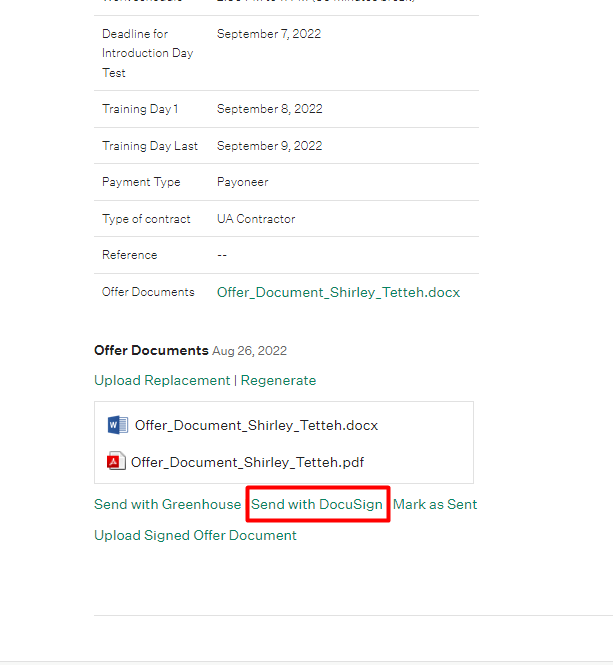 Deadline for
Introduction Day
Test
September 7, 2022
Training Day 1
September 8, 2022
Training Day Last
September 9, 2022
Payment Type
Payoneer
Type of contract
UA Contractor
Reference
--
Offer Documents
Offer_Document_Shirley_Tetteh.docx
Offer Documents Aug 26, 2022
Upload Replacement | Regenerate
Offer_Document_Shirley_Tetteh.docx
Offer_Document_Shirley_Tetteh.pdf
Send with Greenhouse Send with DocuSign Mark as Sent
Upload Signed Offer Document